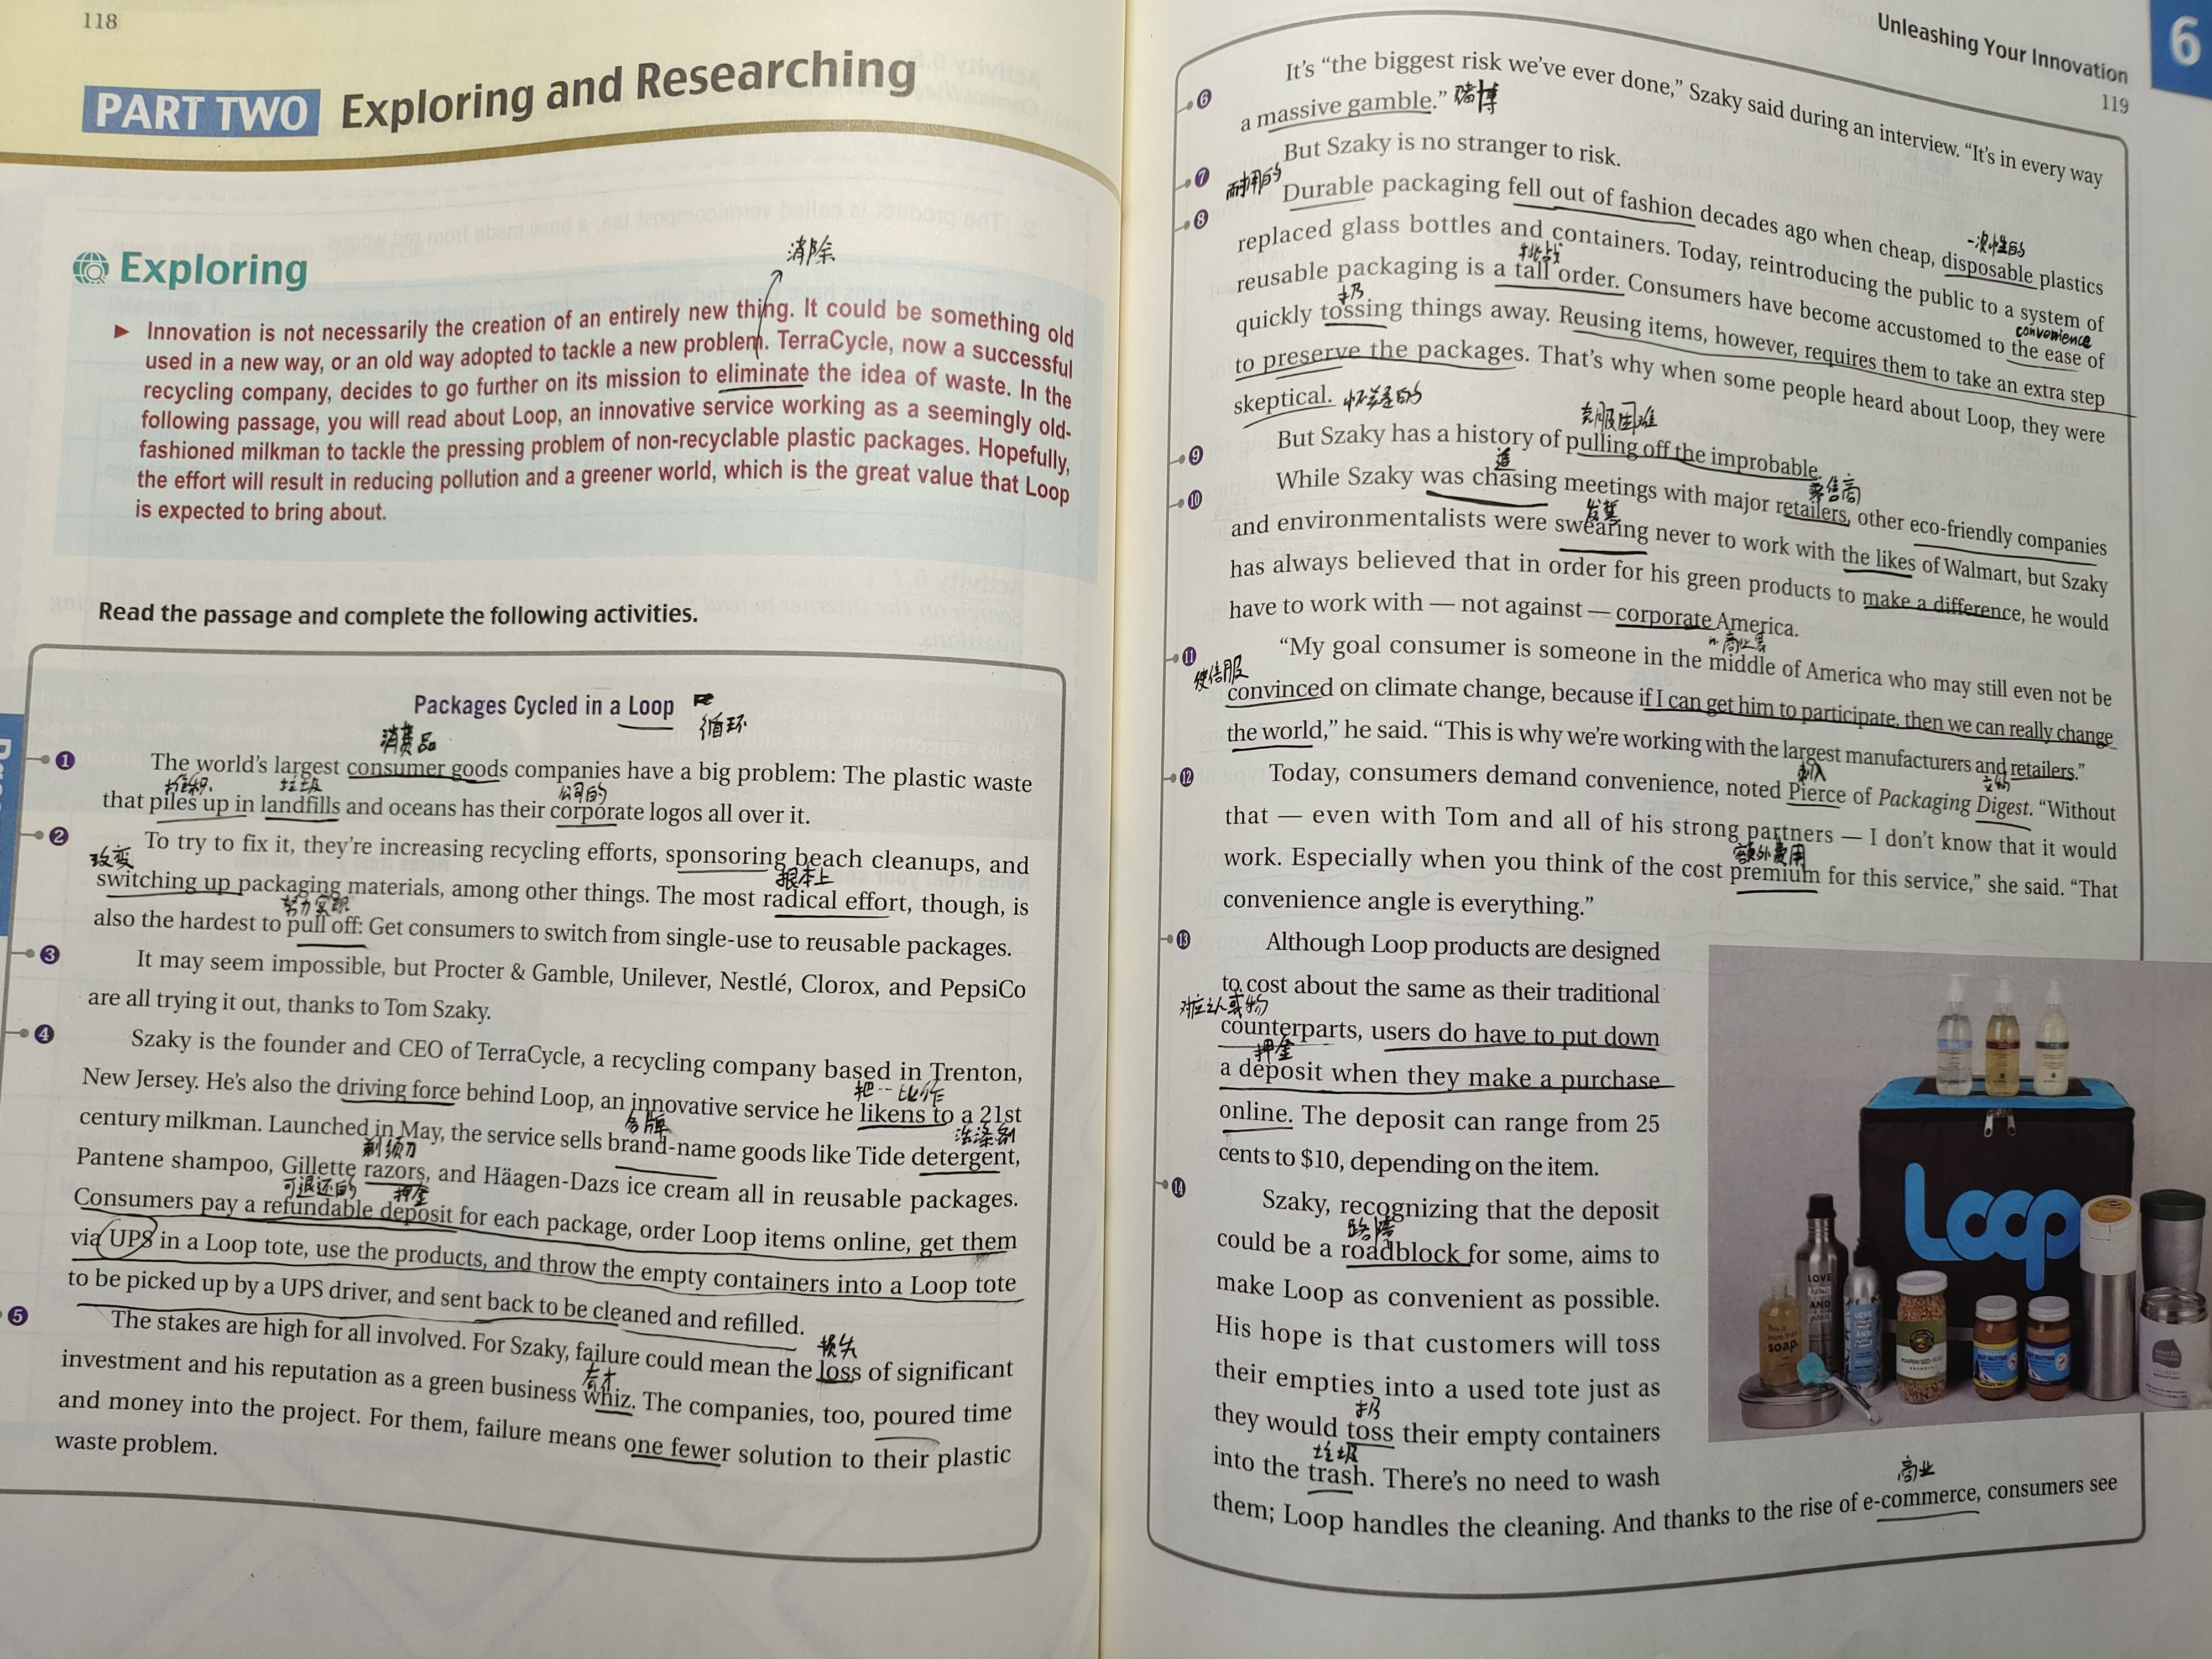 118
PART TWO Exploring and Researching
消除
Exploring
Innovation is not necessarily the creation of an entirely new thing. It could be something old
used in a new way, or an old way adopted to tackle a new problem. TerraCycle, now a successful
recycling company, decides to go further on its mission to eliminate the idea of waste. In the
following passage, you will read about Loop, an innovative service working as a seemingly old-
fashioned milkman to tackle the pressing problem of non-recyclable plastic packages. Hopefully,
the effort will result in reducing pollution and a greener world, which is the great value that Loop
is expected to bring about.
Read the passage and complete the following activities.
Packages Cycled in a Loop
循环
消费品
1 The world's largest consumer goods companies have a big problem: The plastic waste
堆积 垃圾 公司的
that piles up in landfills and oceans has their corporate logos all over it.
2 To try to fix it, they're increasing recycling efforts, sponsoring beach cleanups, and
改变 根本上
switching up packaging materials, among other things. The most radical effort, though, is
努力实现
also the hardest to pull off: Get consumers to switch from single-use to reusable packages.
3 It may seem impossible, but Procter & Gamble, Unilever, Nestlé, Clorox, and PepsiCo
are all trying it out, thanks to Tom Szaky.
4 Szaky is the founder and CEO of TerraCycle, a recycling company based in Trenton,
New Jersey. He's also the driving force behind Loop, an innovative service he likens to a 21st
把--比作
century milkman. Launched in May, the service sells brand-name goods like Tide detergent,
名牌 洗涤剂
剃须刀
Pantene shampoo, Gillette razors, and Häagen-Dazs ice cream all in reusable packages.
可退还的 押金
Consumers pay a refundable deposit for each package, order Loop items online, get them
via UPS in a Loop tote, use the products, and throw the empty containers into a Loop tote
to be picked up by a UPS driver, and sent back to be cleaned and refilled.
5 The stakes are high for all involved. For Szaky, failure could mean the loss of significant
损失
investment and his reputation as a green business whiz. The companies, too, poured time
奇才
and money into the project. For them, failure means one fewer solution to their plastic
waste problem.
Unleashing Your Innovation
6
119
6 It's "the biggest risk we've ever done," Szaky said during an interview. "It's in every way
a massive gamble." 赌博
7 But Szaky is no stranger to risk.
耐用的
8 Durable packaging fell out of fashion decades ago when cheap, disposable plastics
一次性的
replaced glass bottles and containers. Today, reintroducing the public to a system of
挑战
reusable packaging is a tall order. Consumers have become accustomed to the ease of
convenience
扔
quickly tossing things away. Reusing items, however, requires them to take an extra step
to preserve the packages. That's why when some people heard about Loop, they were
skeptical. 怀疑的
克服困难
9 But Szaky has a history of pulling off the improbable.
追 零售商
10 While Szaky was chasing meetings with major retailers, other eco-friendly companies
发誓
and environmentalists were swearing never to work with the likes of Walmart, but Szaky
has always believed that in order for his green products to make a difference, he would
have to work with — not against — corporate America.
n.商业界
11 "My goal consumer is someone in the middle of America who may still even not be
使信服
convinced on climate change, because if I can get him to participate, then we can really change
the world," he said. "This is why we're working with the largest manufacturers and retailers."
12 Today, consumers demand convenience, noted Pierce of Packaging Digest. "Without
刺入 文摘
that — even with Tom and all of his strong partners — I don't know that it would
额外费用
work. Especially when you think of the cost premium for this service," she said. "That
convenience angle is everything."
13 Although Loop products are designed
to cost about the same as their traditional
对应之人或物
counterparts, users do have to put down
押金
a deposit when they make a purchase
online. The deposit can range from 25
cents to $10, depending on the item.
14 Szaky, recognizing that the deposit
路障
could be a roadblock for some, aims to
make Loop as convenient as possible.
His hope is that customers will toss
their empties into a used tote just as
扔
they would toss their empty containers
垃圾
into the trash. There's no need to wash
商业
them; Loop handles the cleaning. And thanks to the rise of e-commerce, consumers see
Loop
LOVE
AND
soap.